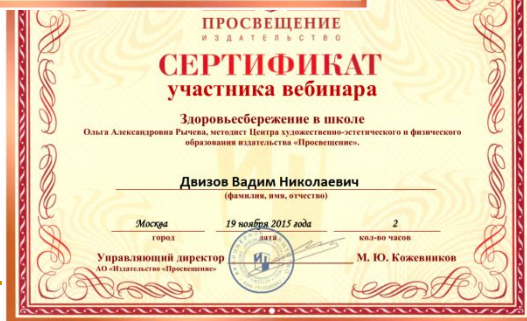 ПРОСВЕЩЕНИЕ
ИЗДАТЕЛЬСТВО
СЕРТИФИКАТ
участника вебинара
Здоровьесбережение в школе
Ольга Александровна Рычева, методист Центра художественно-эстетического и физического
образования издательства «Просвещение».
Двизов Вадим Николаевич
(фамилия, имя, отчество)
Москва 19 ноября 2015 года 2
город дата кол-во часов
Управляющий директор М. Ю. Кожевников
АО «Издательство «Просвещение»